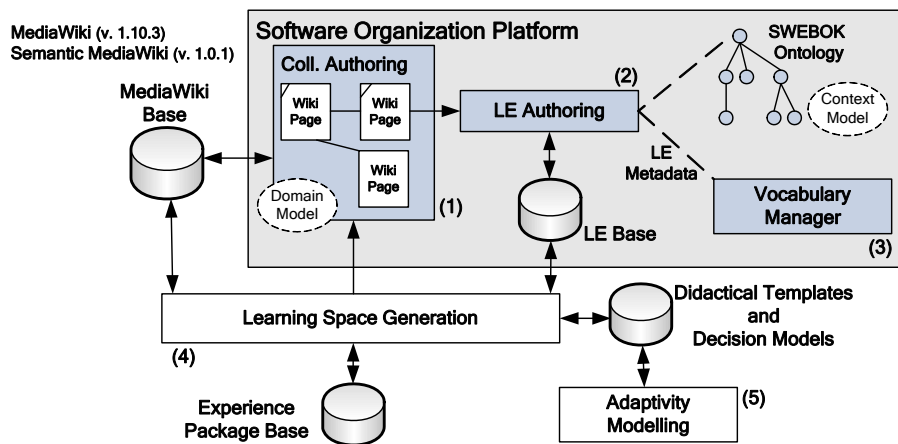 MediaWiki (v. 1.10.3)
Semantic MediaWiki (v. 1.0.1)
MediaWiki
Base
Software Organization Platform
Coll. Authoring
Wiki
Page
Wiki
Page
Wiki
Page
Domain
Model
(1)
(2)
LE Authoring
LE
Metadata
LE Base
SWEBOK
Ontology
Context
Model
Vocabulary
Manager
(3)
Learning Space Generation
(4)
Didactical Templates
and
Decision Models
Experience
Package Base
Adaptivity
Modelling
(5)